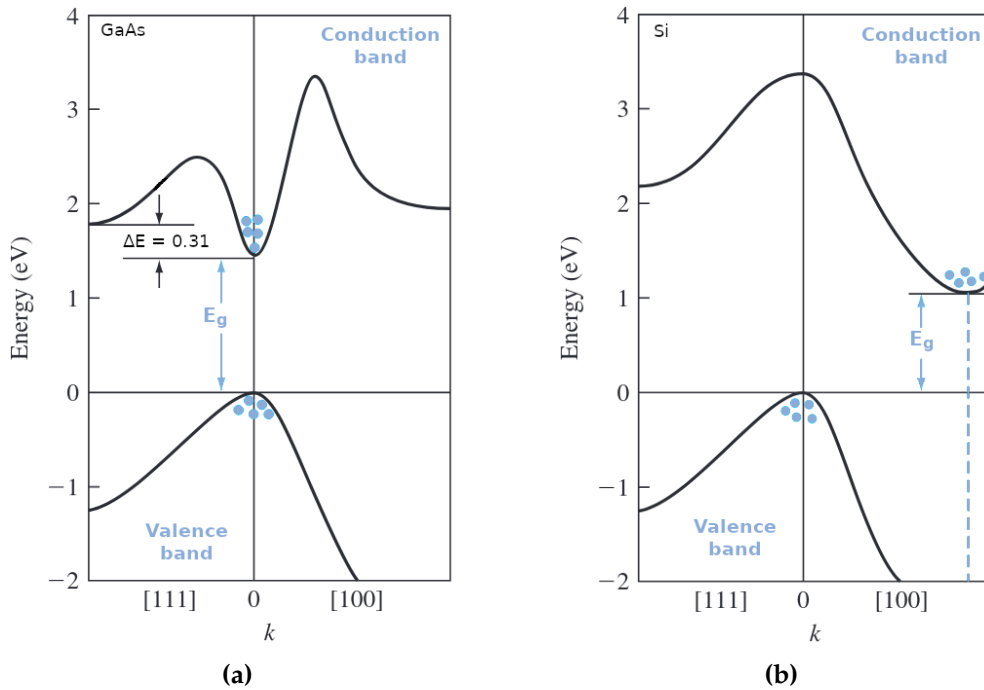 GaAs
Conduction
band
4
3
2
1
0
−1
−2
Energy (eV)
ΔE = 0.31
Eg
Valence
band
[111]
0
[100]
k
(a)
Si
Conduction
band
4
3
2
1
0
−1
−2
Energy (eV)
Eg
Valence
band
[111]
0
[100]
k
(b)